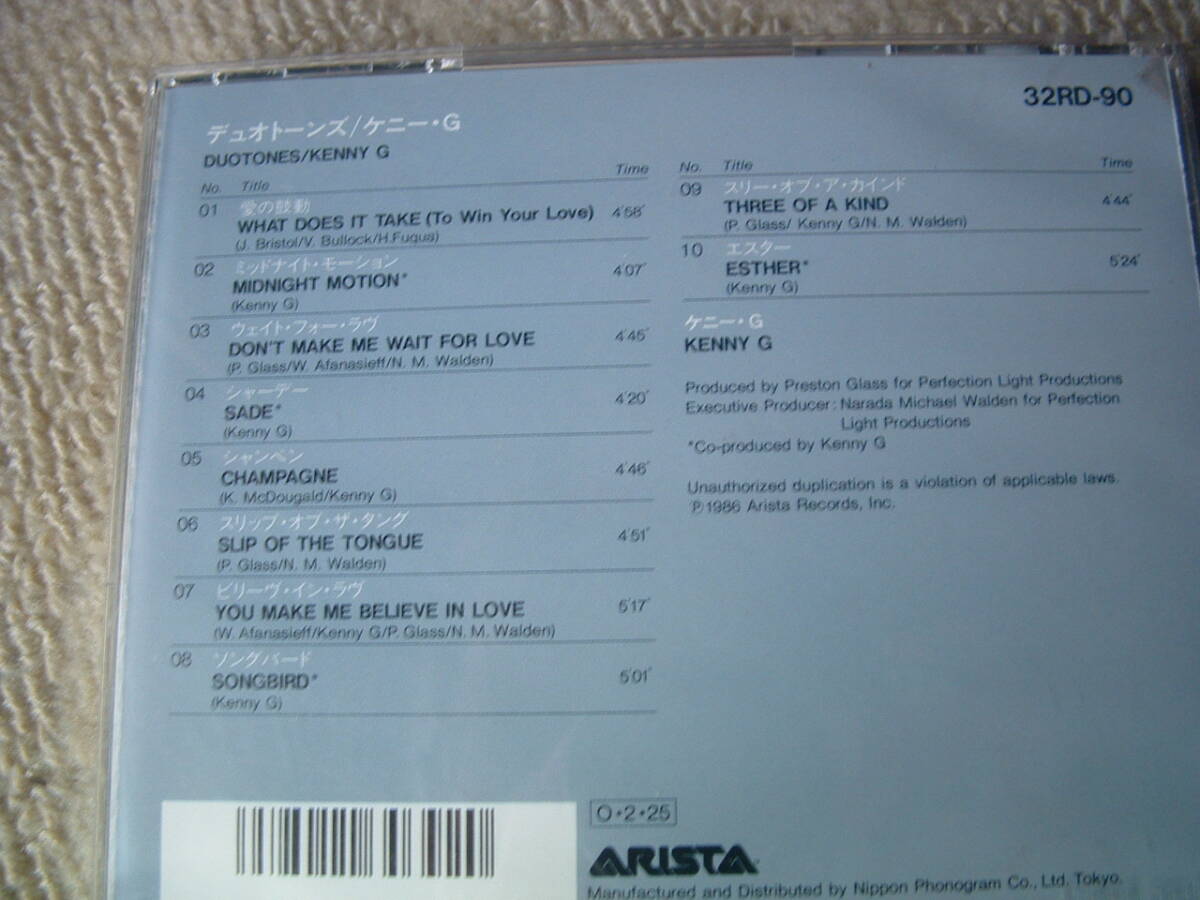 32RD-90
デュオトーンズ/ケニー・G
DUOTONES/KENNY G
No. Title Time
01 愛の鼓動
WHAT DOES IT TAKE (To Win Your Love) 4'58"
(J. Bristol/V. Bullock/H.Fuqua)
02 ミッドナイト・モーション
MIDNIGHT MOTION* 4'07"
(Kenny G)
03 ウェイト・フォー・ラヴ
DON'T MAKE ME WAIT FOR LOVE 4'45"
(P. Glass/W. Afanasieff/N. M. Walden)
04 シャーデー
SADE* 4'20"
(Kenny G)
05 シャンペン
CHAMPAGNE 4'46"
(K. McDougald/Kenny G)
06 スリップ・オブ・ザ・タング
SLIP OF THE TONGUE 4'51"
(P. Glass/N. M. Walden)
07 ビリーヴ・イン・ラヴ
YOU MAKE ME BELIEVE IN LOVE 5'17"
(W. Afanasieff/Kenny G/P. Glass/N. M. Walden)
08 ソングバード
SONGBIRD* 5'01"
(Kenny G)
No. Title Time
09 スリー・オブ・ア・カインド
THREE OF A KIND 4'44"
(P. Glass/ Kenny G/N. M. Walden)
10 エスター
ESTHER* 5'24"
(Kenny G)
ケニー・G
KENNY G
Produced by Preston Glass for Perfection Light Productions
Executive Producer: Narada Michael Walden for Perfection
Light Productions
*Co-produced by Kenny G
Unauthorized duplication is a violation of applicable laws.
℗1986 Arista Records, Inc.
O・2・25
ARISTA
Manufactured and Distributed by Nippon Phonogram Co., Ltd. Tokyo.